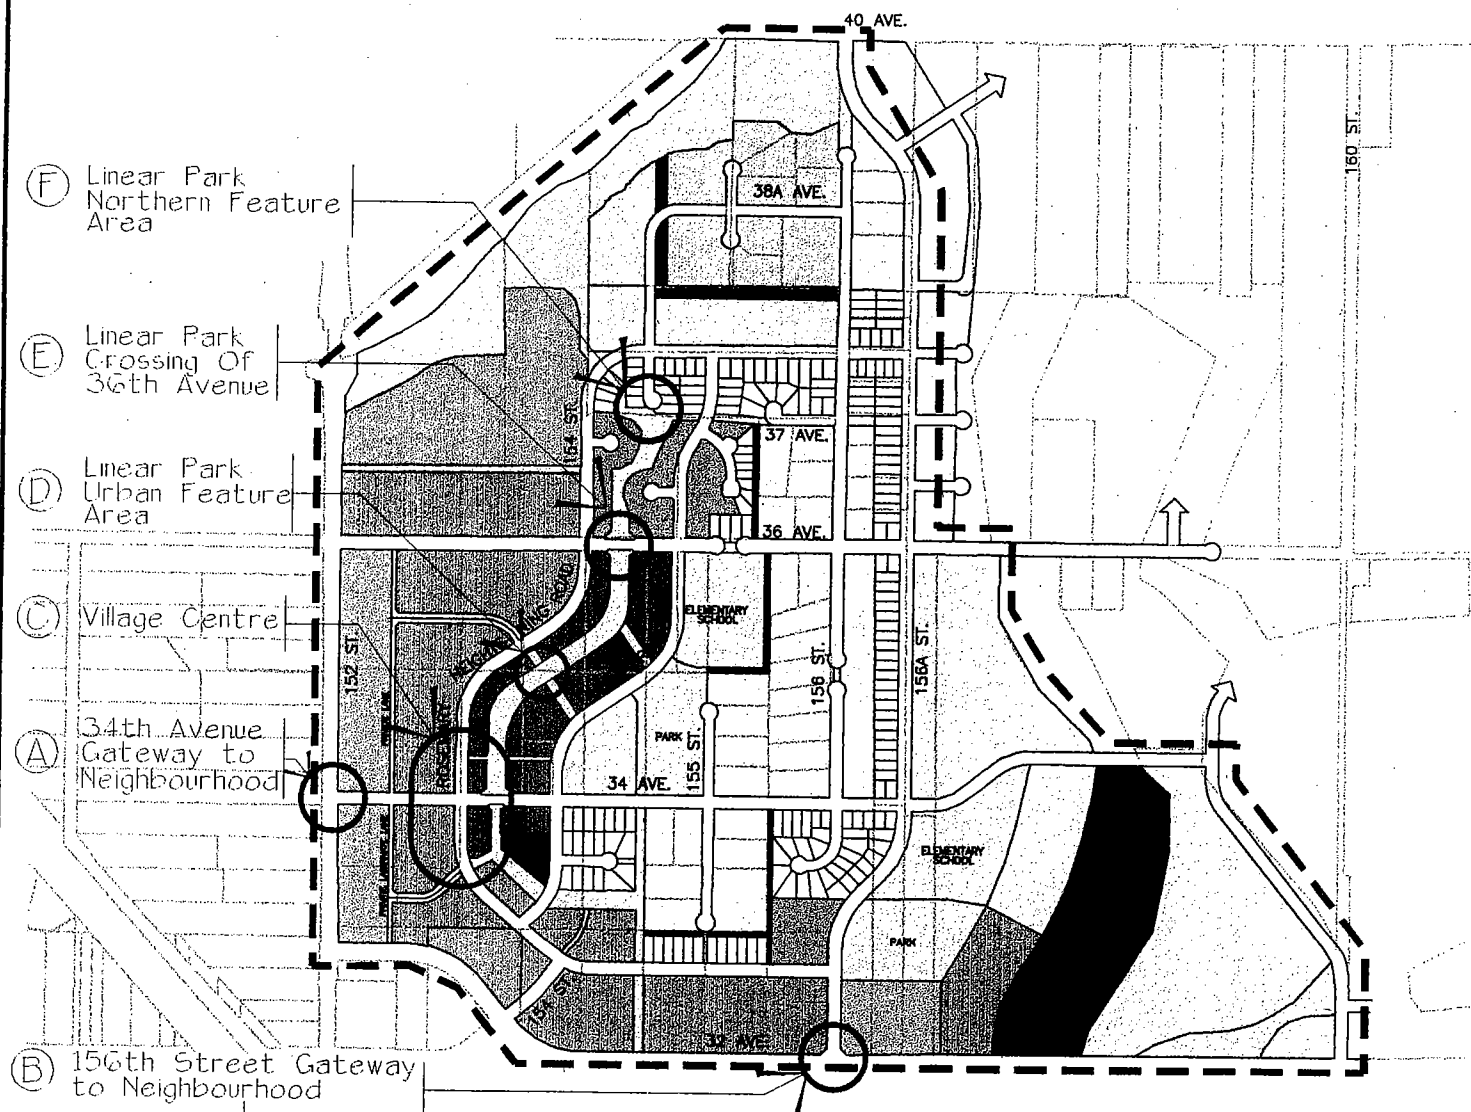 40 AVE.
160 ST.
F Linear Park
Northern Feature
Area
38A AVE.
E Linear Park
Crossing Of
36th Avenue
154 ST.
37 AVE.
D Linear Park
Urban Feature
Area
36 AVE.
C Village Centre
ROAD
ELEMENTARY
SCHOOL
152 ST.
158 ST.
156A ST.
A 34th Avenue
Gateway to
Neighbourhood
PARK
155 ST.
34 AVE.
ELEMENTARY
SCHOOL
PARK
154 ST.
32 AVE.
B 156th Street Gateway
to Neighbourhood